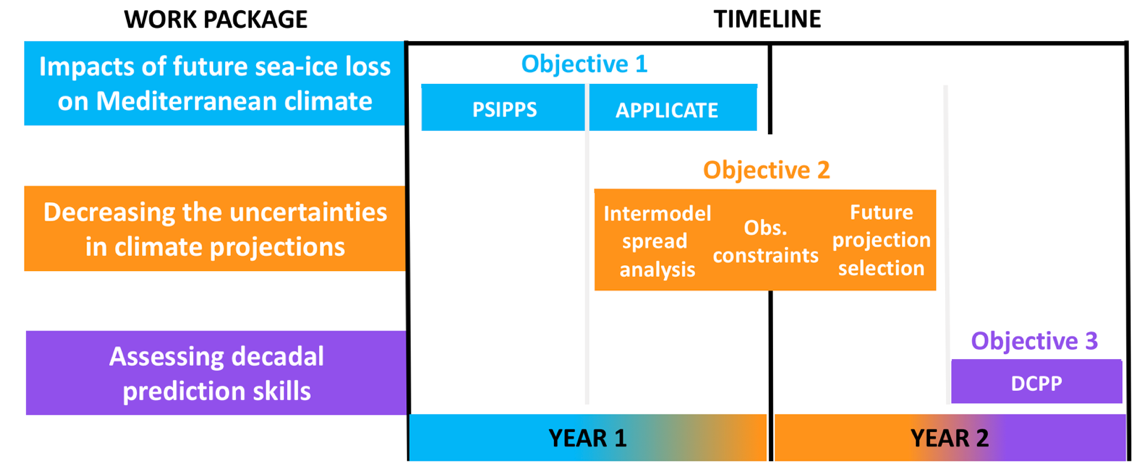 WORK PACKAGE
TIMELINE
Impacts of future sea-ice loss
on Mediterranean climate
Objective 1
PSIPPS
APPLICATE
Decreasing the uncertainties
in climate projections
Objective 2
Intermodel
spread
analysis
Obs.
constraints
Future
projection
selection
Assessing decadal
prediction skills
Objective 3
DCPP
YEAR 1
YEAR 2